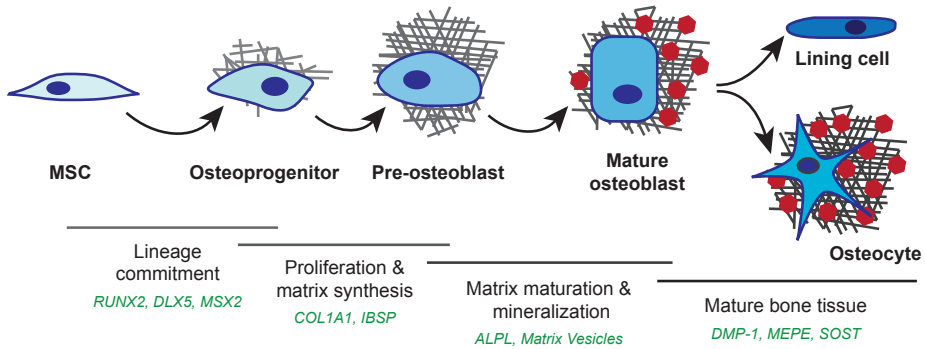 Lining cell
MSC
Osteoprogenitor
Pre-osteoblast
Mature
osteoblast
Osteocyte
Lineage
commitment
RUNX2, DLX5, MSX2
Proliferation &
matrix synthesis
COL1A1, IBSP
Matrix maturation &
mineralization
ALPL, Matrix Vesicles
Mature bone tissue
DMP-1, MEPE, SOST